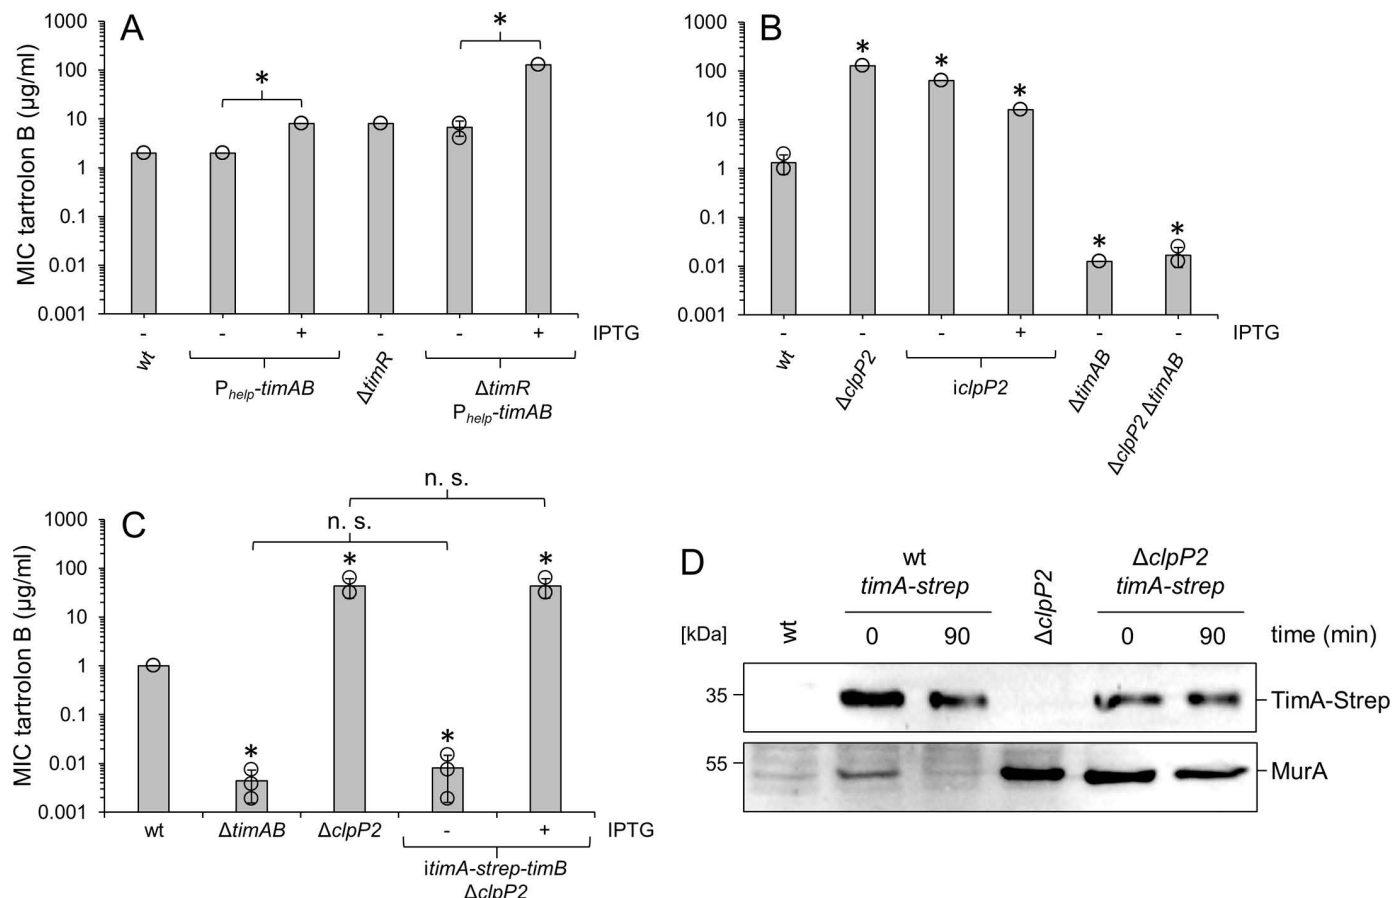 A
MIC tartrolon B (µg/ml)
1000
100
10
1
0.1
0.01
0.001
*
*
- - + - - + IPTG
wt
Phelp-timAB
ΔtimR
ΔtimR
Phelp-timAB
B
1000
100
10
1
0.1
0.01
0.001
* * * * *
- - - + - - IPTG
wt
ΔclpP2
iclpP2
ΔtimAB
ΔclpP2 ΔtimAB
C
MIC tartrolon B (µg/ml)
n. s.
n. s.
1000
100
10
1
0.1
0.01
0.001
* * * *
wt ΔtimAB ΔclpP2 - + IPTG
itimA-strep-timB
ΔclpP2
D
wt
timA-strep
ΔclpP2
ΔclpP2
timA-strep
[kDa] wt 0 90 0 90 time (min)
35 TimA-Strep
55 MurA